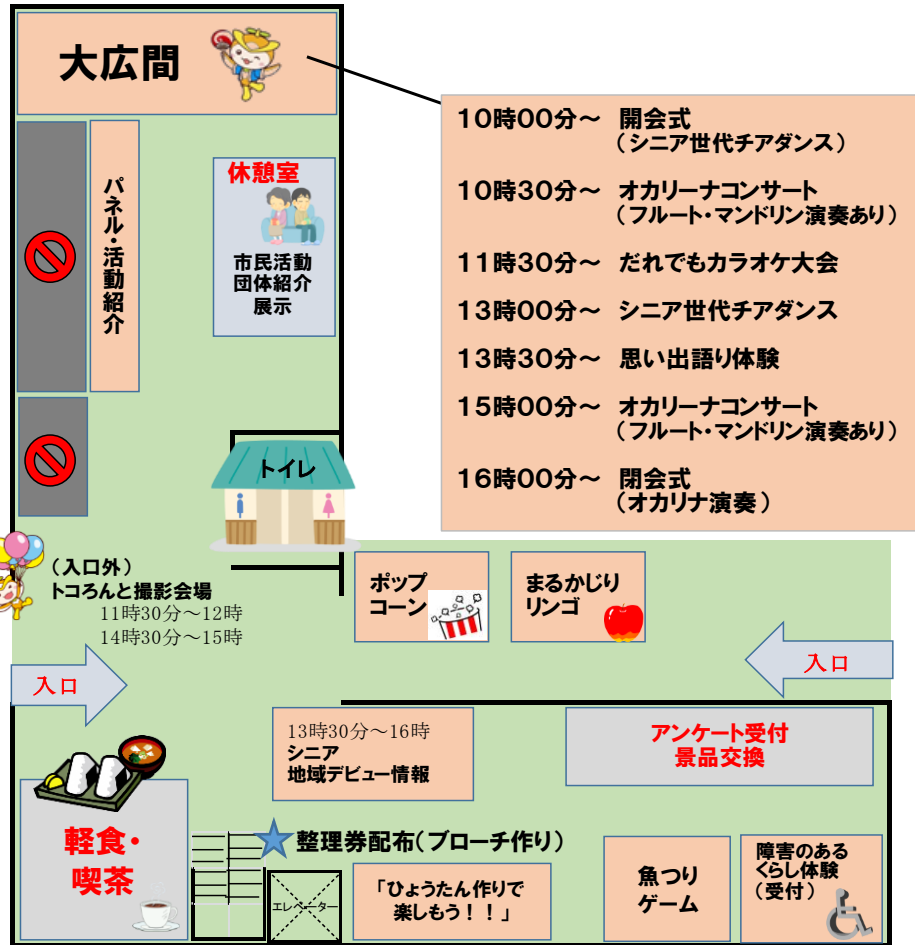 大広間
10時00分～ 開会式
（シニア世代チアダンス）
10時30分～ オカリーナコンサート
（フルート・マンドリン演奏あり）
11時30分～ だれでもカラオケ大会
13時00分～ シニア世代チアダンス
13時30分～ 思い出語り体験
15時00分～ オカリーナコンサート
（フルート・マンドリン演奏あり）
16時00分～ 閉会式
（オカリナ演奏）
パネル・活動紹介
休憩室
市民活動
団体紹介
展示
トイレ
（入口外）
トコろんと撮影会場
11時30分～12時
14時30分～15時
ポップ
コーン
まるかじり
リンゴ
入口
入口
13時30分～16時
シニア
地域デビュー情報
アンケート受付
景品交換
軽食・
喫茶
整理券配布（ブローチ作り）
エレベーター
「ひょうたん作りで
楽しもう！！」
魚つり
ゲーム
障害のある
くらし体験
（受付）